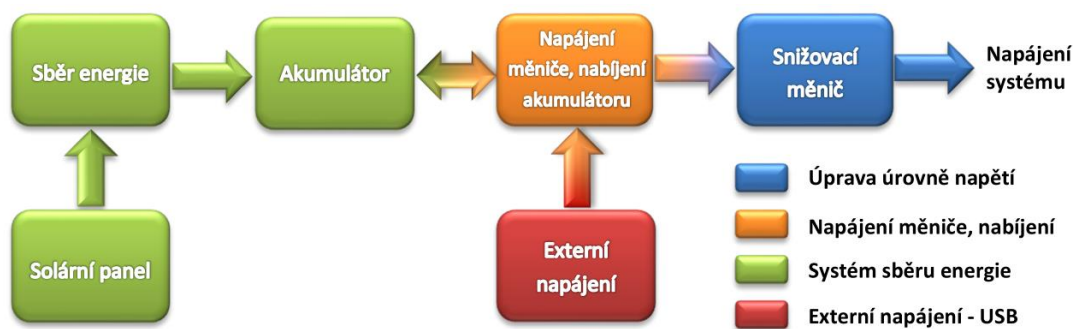 Sběr energie
Akumulátor
Napájení
měniče, nabíjení
akumulátoru
Snižovací
měnič
Napájení
systému
Solární panel
Externí
napájení
Úprava úrovně napětí
Napájení měniče, nabíjení
Systém sběru energie
Externí napájení - USB